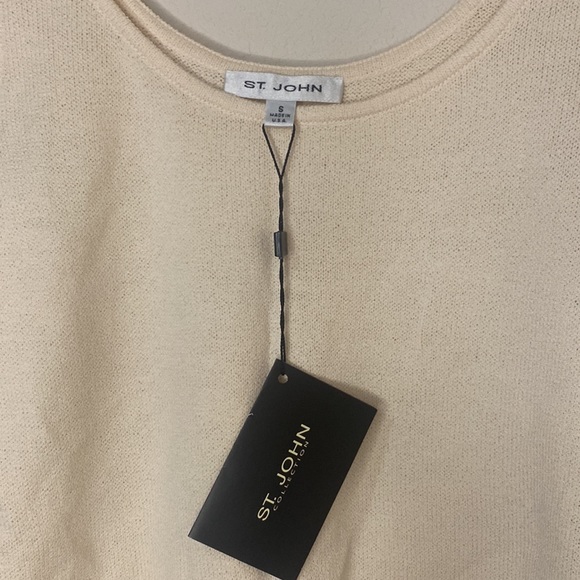 ST. JOHN
S
MADE IN
U.S.A.
ST. JOHN
COLLECTION